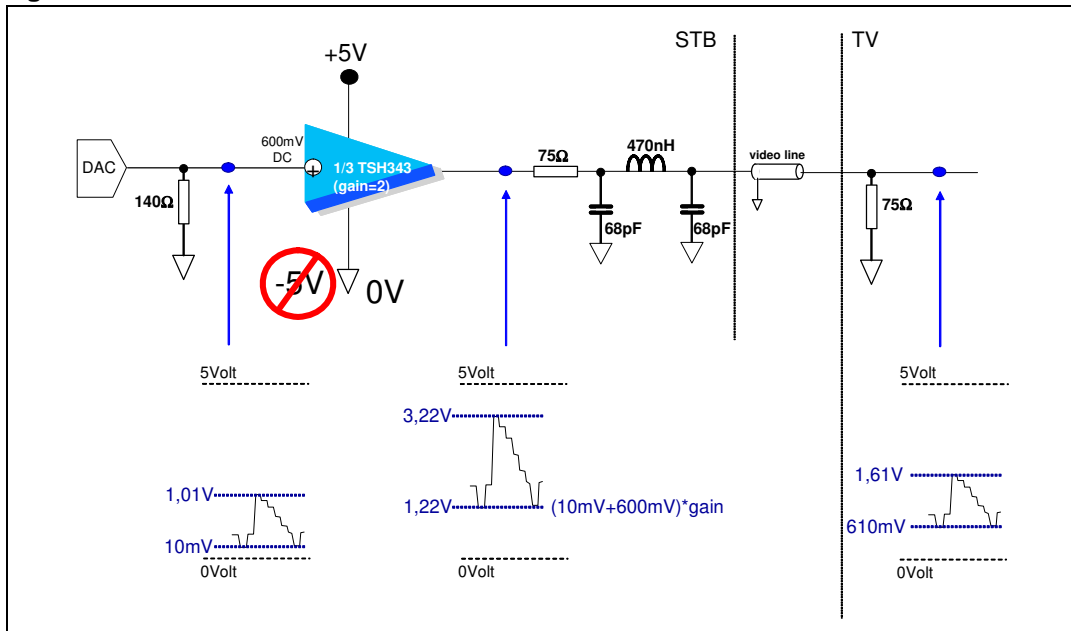 STB
TV
+5V
DAC
600mV
DC
+
1/3 TSH343
(gain=2)
140Ω
-5V
0V
75Ω
470nH
68pF
68pF
video line
75Ω
5Volt
1,01V
10mV
0Volt
5Volt
3,22V
1,22V
(10mV+600mV)*gain
0Volt
5Volt
1,61V
610mV
0Volt